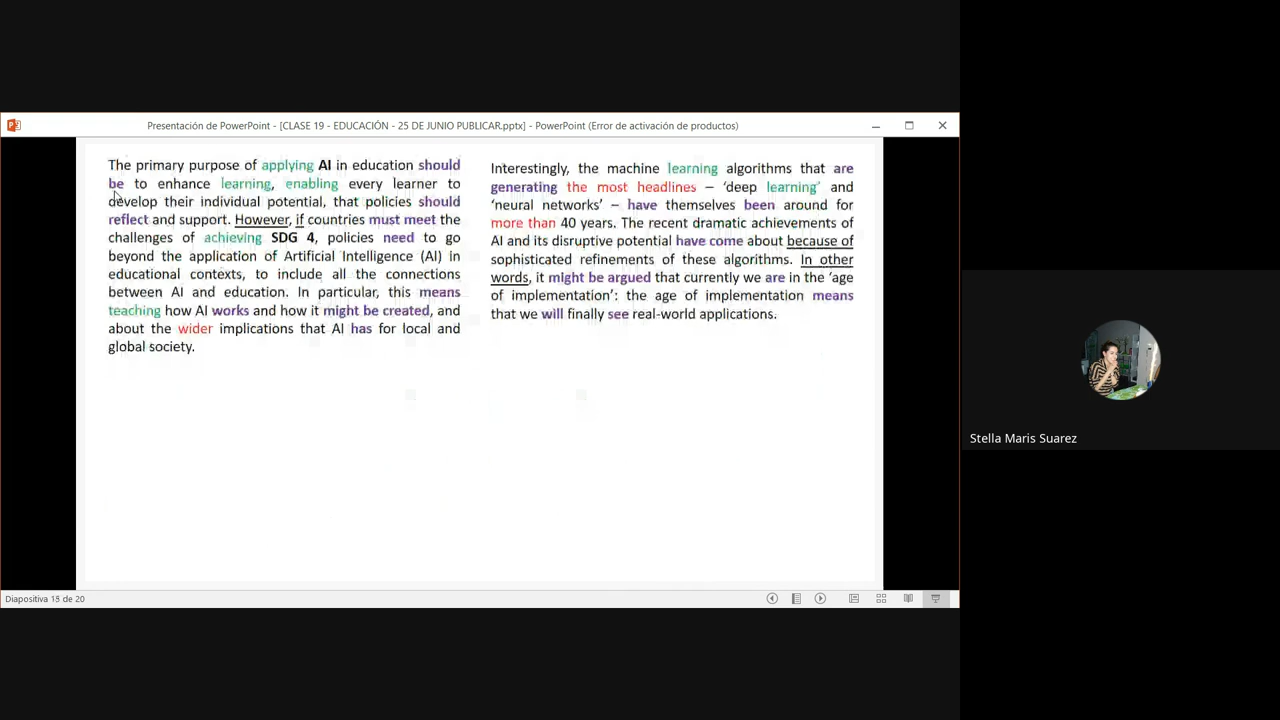 Presentación de PowerPoint - [CLASE 19 - EDUCACIÓN - 25 DE JUNIO PUBLICAR.pptx] - PowerPoint (Error de activación de productos)
The primary purpose of applying AI in education should
be to enhance learning, enabling every learner to
develop their individual potential, that policies should
reflect and support. However, if countries must meet the
challenges of achieving SDG 4, policies need to go
beyond the application of Artificial Intelligence (AI) in
educational contexts, to include all the connections
between AI and education. In particular, this means
teaching how AI works and how it might be created, and
about the wider implications that AI has for local and
global society.
Interestingly, the machine learning algorithms that are
generating the most headlines – 'deep learning' and
'neural networks' – have themselves been around for
more than 40 years. The recent dramatic achievements of
AI and its disruptive potential have come about because of
sophisticated refinements of these algorithms. In other
words, it might be argued that currently we are in the 'age
of implementation': the age of implementation means
that we will finally see real-world applications.
Stella Maris Suarez
Diapositiva 15 de 20